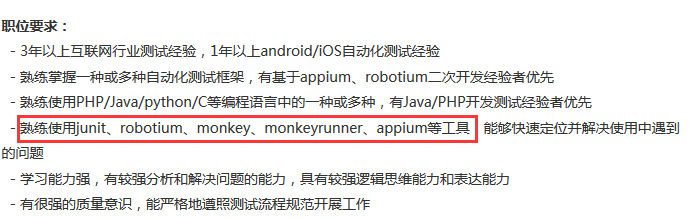 职位要求：
- 3年以上互联网行业测试经验，1年以上android/iOS自动化测试经验
- 熟练掌握一种或多种自动化测试框架，有基于appium、robotium二次开发经验者优先
- 熟练使用PHP/Java/python/C等编程语言中的一种或多种，有Java/PHP开发测试经验者优先
- 熟练使用junit、robotium、monkey、monkeyrunner、appium等工具 能够快速定位并解决使用中遇到
的问题
- 学习能力强，有较强分析和解决问题的能力，具有较强逻辑思维能力和表达能力
- 有很强的质量意识，能严格地遵照测试流程规范开展工作